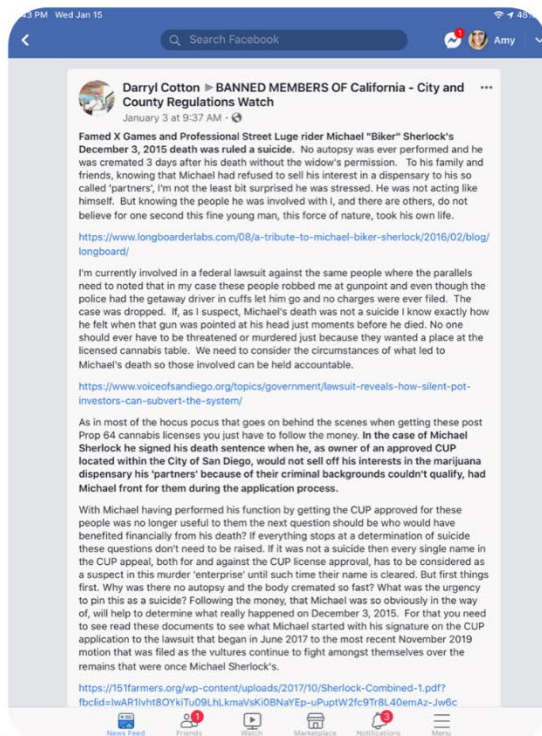 43 PM Wed Jan 15
48%
Search Facebook
1
Amy
Darryl Cotton ▶ BANNED MEMBERS OF California - City and
County Regulations Watch
January 3 at 9:37 AM ·
Famed X Games and Professional Street Luge rider Michael "Biker" Sherlock's
December 3, 2015 death was ruled a suicide. No autopsy was ever performed and he
was cremated 3 days after his death without the widow's permission. To his family and
friends, knowing that Michael had refused to sell his interest in a dispensary to his so
called 'partners', I'm not the least bit surprised he was stressed. He was not acting like
himself. But knowing the people he was involved with I, and there are others, do not
believe for one second this fine young man, this force of nature, took his own life.
https://www.longboarderlabs.com/08/a-tribute-to-michael-biker-sherlock/2016/02/blog/
longboard/
I'm currently involved in a federal lawsuit against the same people where the parallels
need to noted that in my case these people robbed me at gunpoint and even though the
police had the getaway driver in cuffs let him go and no charges were ever filed. The
case was dropped. If, as I suspect, Michael's death was not a suicide I know exactly how
he felt when that gun was pointed at his head just moments before he died. No one
should ever have to be threatened or murdered just because they wanted a place at the
licensed cannabis table. We need to consider the circumstances of what led to
Michael's death so those involved can be held accountable.
https://www.voiceofsandiego.org/topics/government/lawsuit-reveals-how-silent-pot-
investors-can-subvert-the-system/
As in most of the hocus pocus that goes on behind the scenes when getting these post
Prop 64 cannabis licenses you just have to follow the money. In the case of Michael
Sherlock he signed his death sentence when he, as owner of an approved CUP
located within the City of San Diego, would not sell off his interests in the marijuana
dispensary his 'partners' because of their criminal backgrounds couldn't qualify, had
Michael front for them during the application process.
With Michael having performed his function by getting the CUP approved for these
people was no longer useful to them the next question should be who would have
benefited financially from his death? If everything stops at a determination of suicide
these questions don't need to be raised. If it was not a suicide then every single name in
the CUP appeal, both for and against the CUP license approval, has to be considered as
a suspect in this murder 'enterprise' until such time their name is cleared. But first things
first. Why was there no autopsy and the body cremated so fast? What was the urgency
to pin this as a suicide? Following the money, that Michael was so obviously in the way
of, will help to determine what really happened on December 3, 2015. For that you need
to see read these documents to see what Michael started with his signature on the CUP
application to the lawsuit that began in June 2017 to the most recent November 2019
motion that was filed as the vultures continue to fight amongst themselves over the
remains that were once Michael Sherlock's.
https://151farmers.org/wp-content/uploads/2017/10/Sherlock-Combined-1.pdf?
News Feed
1
Friends
Watch
Marketplace
3
Notifications
Menu